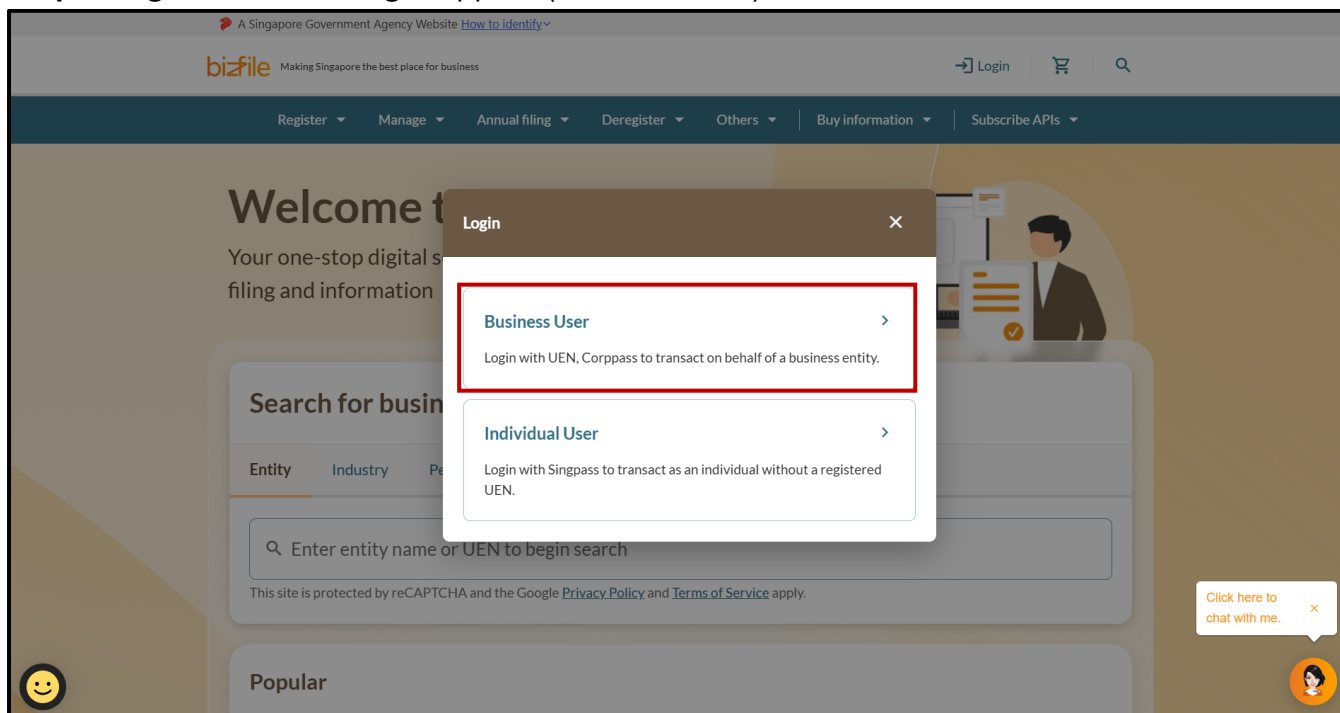 A Singapore Government Agency Website How to identify
bizfile Making Singapore the best place for business
Login
Register Manage Annual filing Deregister Others Buy information Subscribe APIs
Welcome t
Your one-stop digital s
filing and information
Login
Business User
Login with UEN, Corppass to transact on behalf of a business entity.
Individual User
Login with Singpass to transact as an individual without a registered
UEN.
Search for busin
Entity Industry Pe
Enter entity name or UEN to begin search
This site is protected by reCAPTCHA and the Google Privacy Policy and Terms of Service apply.
Click here to
chat with me.
Popular